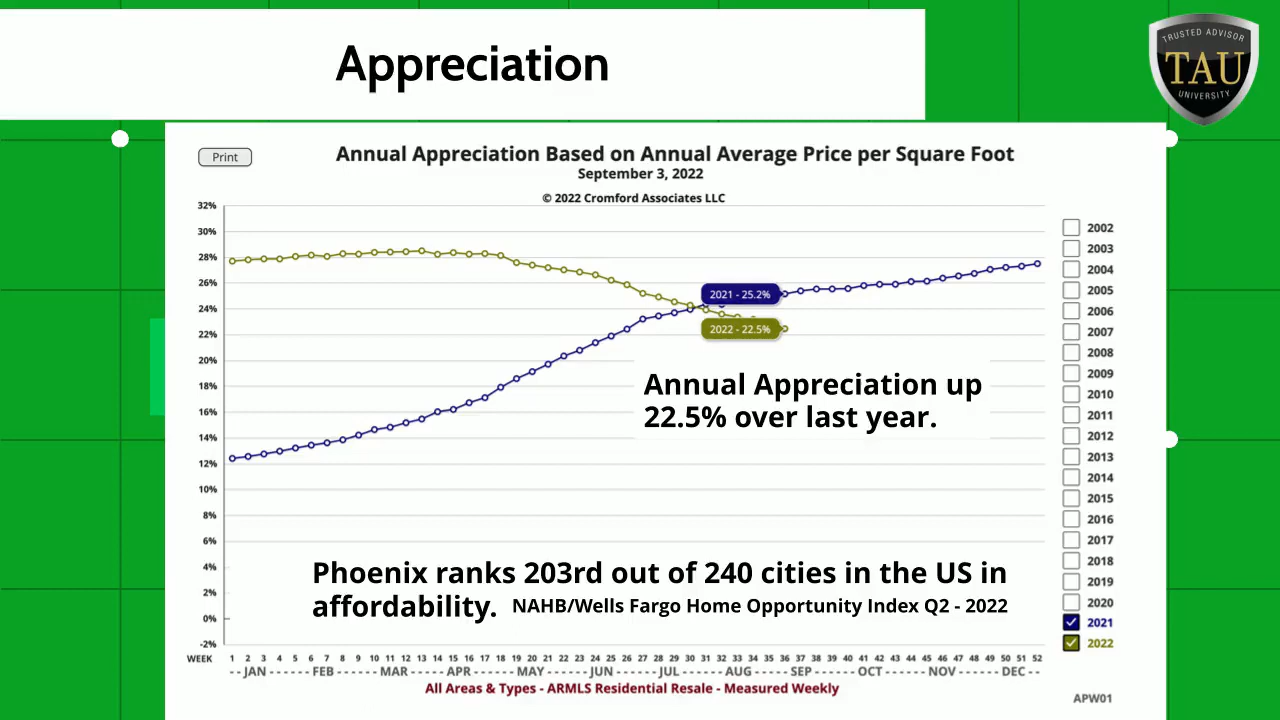 Appreciation
TRUSTED ADVISOR
TAU
UNIVERSITY
Print
Annual Appreciation Based on Annual Average Price per Square Foot
September 3, 2022
© 2022 Cromford Associates LLC
32%
30%
28%
26%
24%
22%
20%
18%
16%
14%
12%
10%
8%
6%
4%
2%
0%
-2%
2021 - 25.2%
2022 - 22.5%
Annual Appreciation up
22.5% over last year.
Phoenix ranks 203rd out of 240 cities in the US in
affordability. NAHB/Wells Fargo Home Opportunity Index Q2 - 2022
2002
2003
2004
2005
2006
2007
2008
2009
2010
2011
2012
2013
2014
2015
2016
2017
2018
2019
2020
2021
2022
WEEK 1 2 3 4 5 6 7 8 9 10 11 12 13 14 15 16 17 18 19 20 21 22 23 24 25 26 27 28 29 30 31 32 33 34 35 36 37 38 39 40 41 42 43 44 45 46 47 48 49 50 51 52
- - JAN - - - - - - FEB - - - - - - MAR - - - - - - APR - - - - - - MAY - - - - - - JUN - - - - - - JUL - - - - - - AUG - - - - - - SEP - - - - - - OCT - - - - - - NOV - - - - - - DEC - -
All Areas & Types - ARMLS Residential Resale - Measured Weekly
APW01